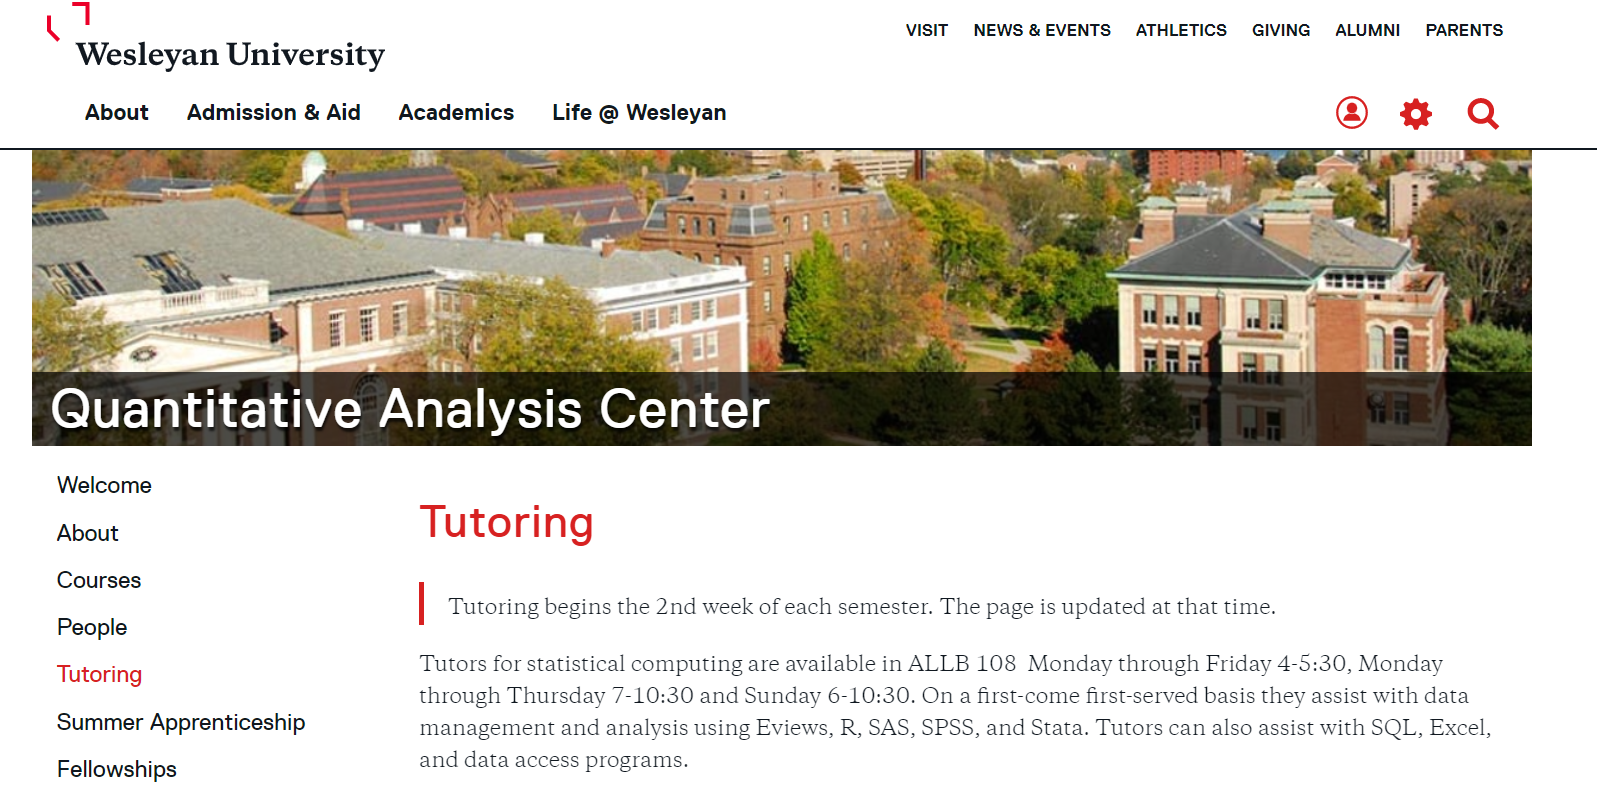 VISIT NEWS & EVENTS ATHLETICS GIVING ALUMNI PARENTS
Wesleyan University
About Admission & Aid Academics Life @ Wesleyan
Quantitative Analysis Center
Welcome
About
Courses
People
Tutoring
Summer Apprenticeship
Fellowships
Tutoring
Tutoring begins the 2nd week of each semester. The page is updated at that time.
Tutors for statistical computing are available in ALLB 108  Monday through Friday 4-5:30, Monday
through Thursday 7-10:30 and Sunday 6-10:30. On a first-come first-served basis they assist with data
management and analysis using Eviews, R, SAS, SPSS, and Stata. Tutors can also assist with SQL, Excel,
and data access programs.